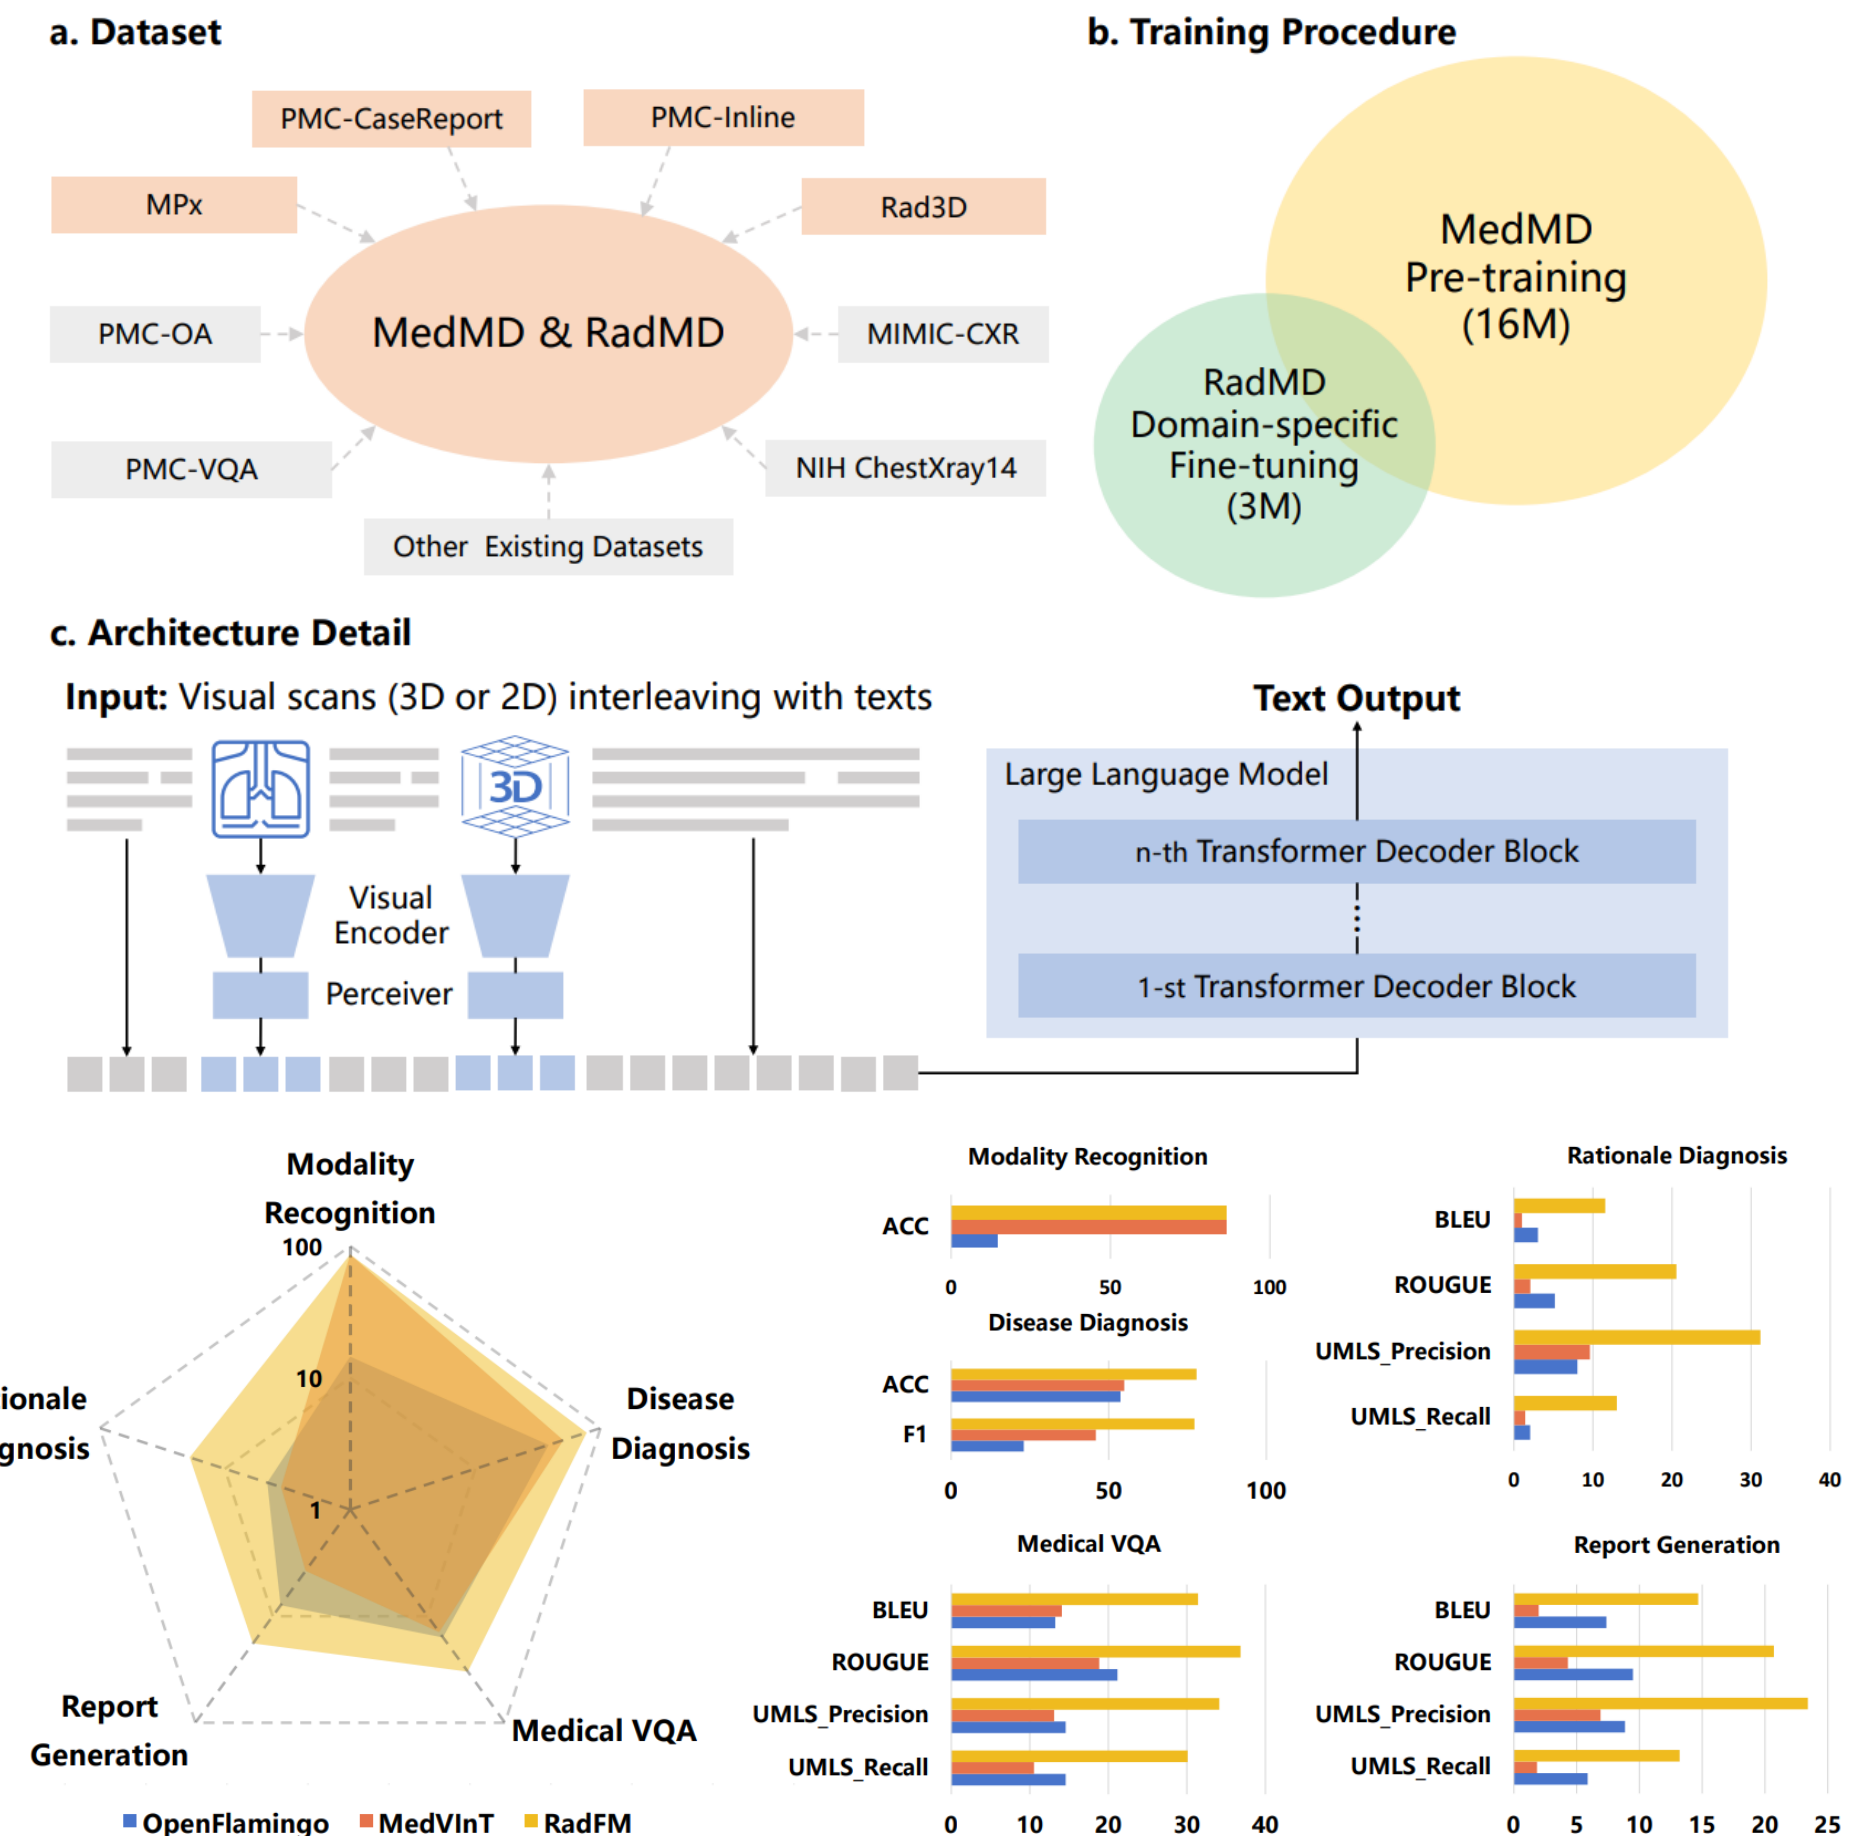 a. Dataset
PMC-CaseReport
PMC-Inline
MPx
Rad3D
MedMD & RadMD
PMC-OA
MIMIC-CXR
PMC-VQA
NIH ChestXray14
Other Existing Datasets
b. Training Procedure
MedMD
Pre-training
(16M)
RadMD
Domain-specific
Fine-tuning
(3M)
c. Architecture Detail
Input: Visual scans (3D or 2D) interleaving with texts
3D
Visual
Encoder
Perceiver
Text Output
Large Language Model
n-th Transformer Decoder Block
1-st Transformer Decoder Block
Modality
Recognition
100
10
1
ionale
gnosis
Disease
Diagnosis
Report
Generation
Medical VQA
OpenFlamingo MedVInT RadFM
Modality Recognition
ACC
0 50 100
Disease Diagnosis
ACC
F1
0 50 100
Medical VQA
BLEU
ROUGUE
UMLS_Precision
UMLS_Recall
0 10 20 30 40
Rationale Diagnosis
BLEU
ROUGUE
UMLS_Precision
UMLS_Recall
0 10 20 30 40
Report Generation
BLEU
ROUGUE
UMLS_Precision
UMLS_Recall
0 5 10 15 20 25